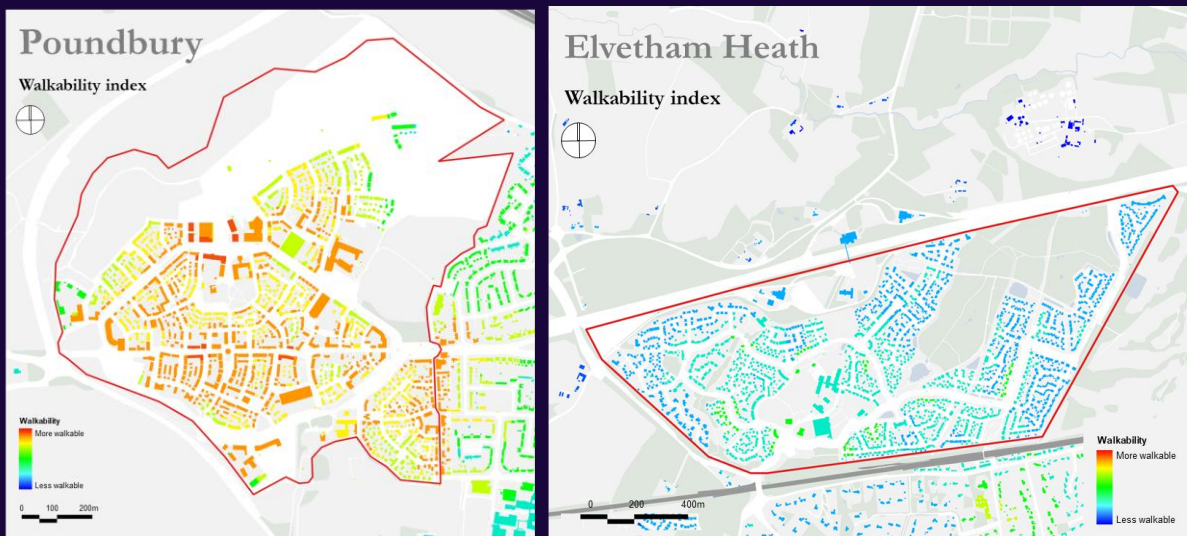 Poundbury
Walkability index
Walkability
More walkable
Less walkable
0 100 200m
Elvetham Heath
Walkability index
0 200 400m
Walkability
More walkable
Less walkable